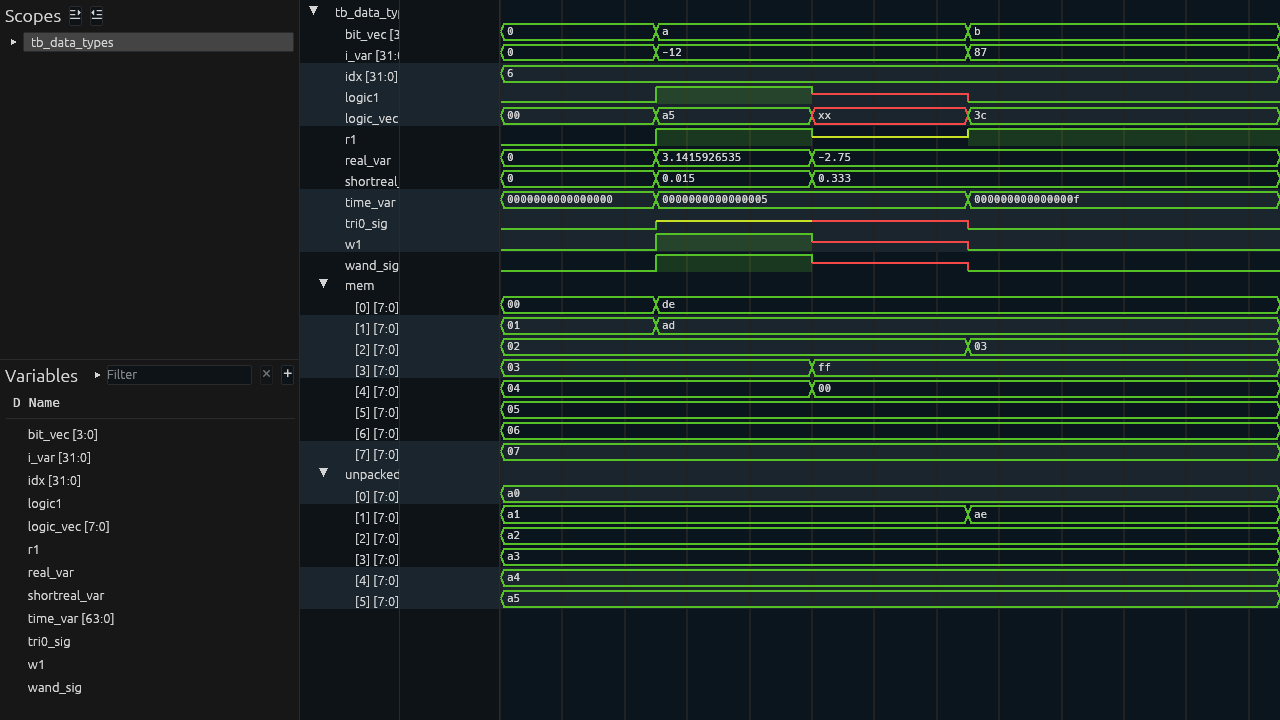 Scopes
tb_data_types
Variables
Filter
D Name
bit_vec [3:0]
i_var [31:0]
idx [31:0]
logic1
logic_vec [7:0]
r1
real_var
shortreal_var
time_var [63:0]
tri0_sig
w1
wand_sig
tb_data_ty
bit_vec [3 0 a b
i_var [31:0 0 -12 87
idx [31:0] 6
logic1
logic_vec 00 a5 xx 3c
r1
real_var 0 3.1415926535 -2.75
shortreal_ 0 0.015 0.333
time_var 0000000000000000 0000000000000005 000000000000000f
tri0_sig
w1
wand_sig
mem
[0] [7:0] 00 de
[1] [7:0] 01 ad
[2] [7:0] 02 03
[3] [7:0] 03 ff
[4] [7:0] 04 00
[5] [7:0] 05
[6] [7:0] 06
[7] [7:0] 07
unpacked
[0] [7:0] a0
[1] [7:0] a1 ae
[2] [7:0] a2
[3] [7:0] a3
[4] [7:0] a4
[5] [7:0] a5